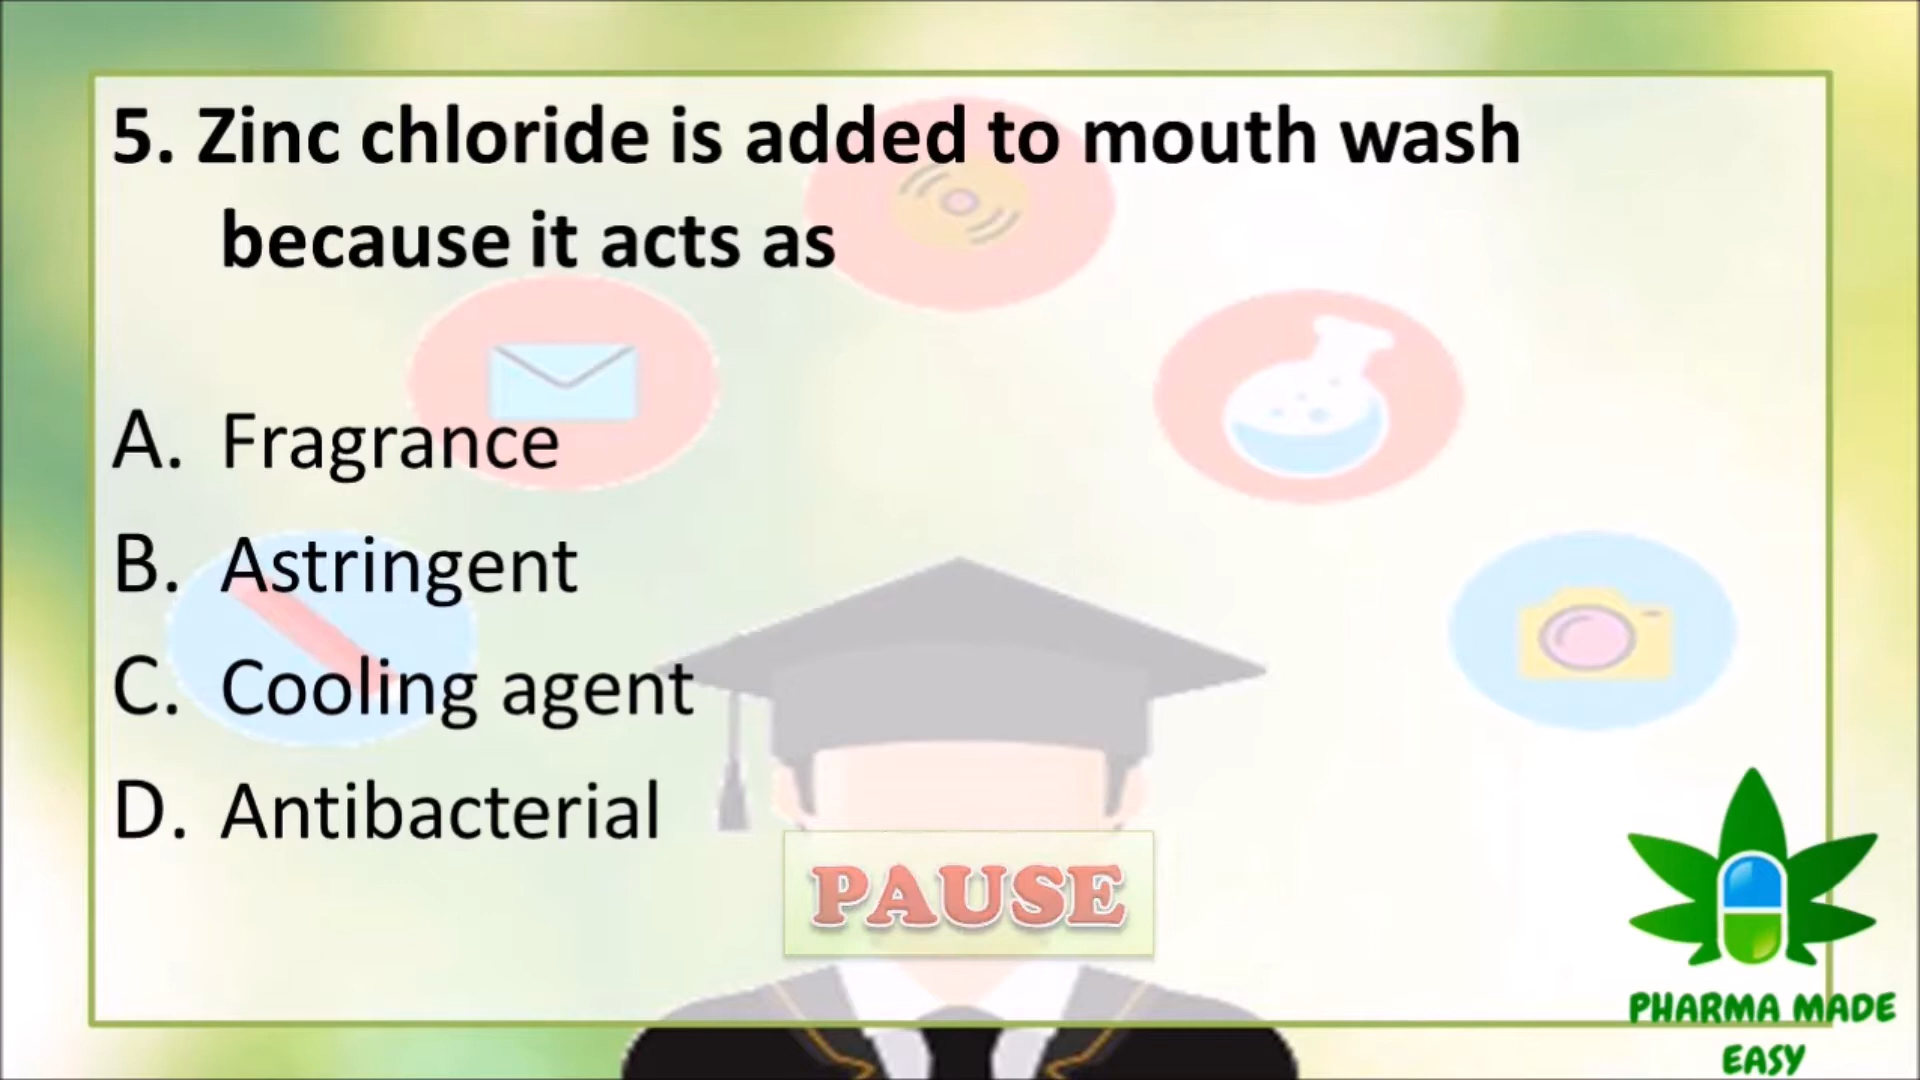 5. Zinc chloride is added to mouth wash
because it acts as
A. Fragrance
B. Astringent
C. Cooling agent
D. Antibacterial
PAUSE
PHARMA MADE
EASY